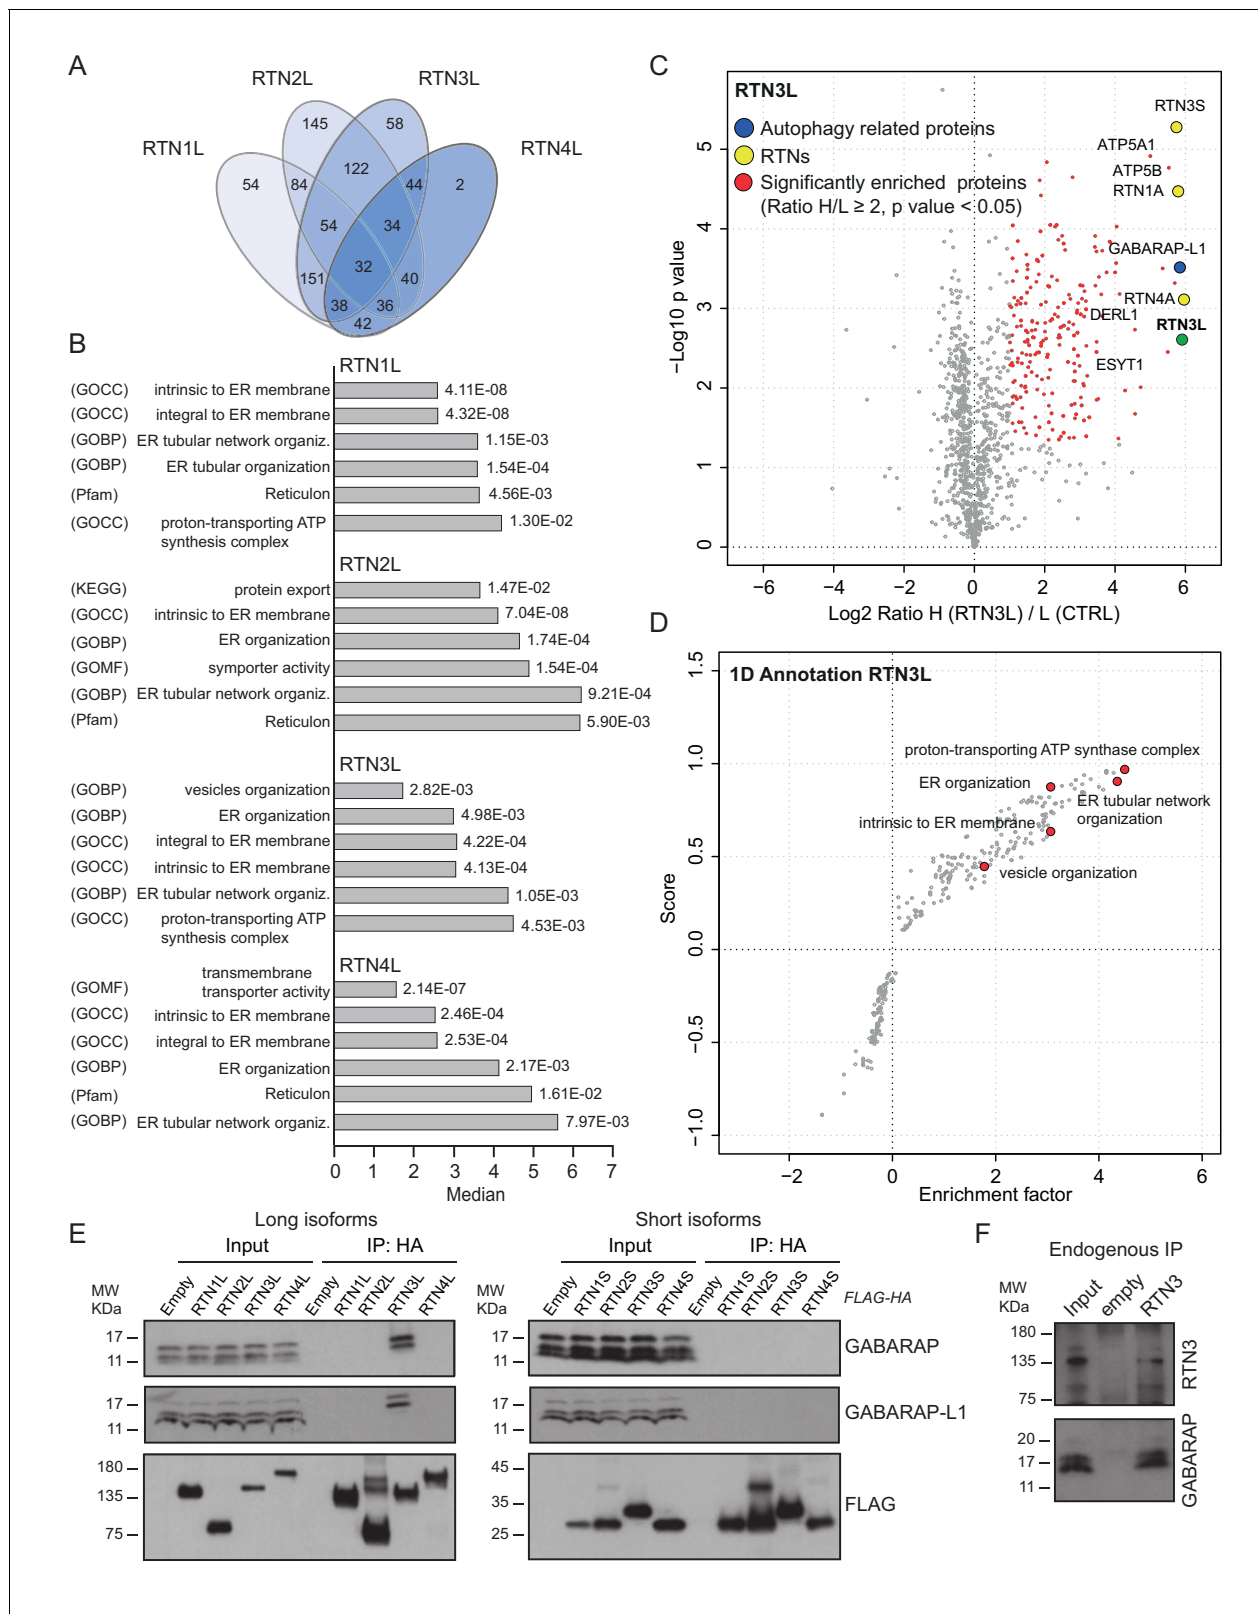 A
RTN1L
RTN2L
RTN3L
RTN4L
54
145
58
2
84
122
44
54
34
151
32
40
38
36
42
B
RTN1L
(GOCC) intrinsic to ER membrane 4.11E-08
(GOCC) integral to ER membrane 4.32E-08
(GOBP) ER tubular network organiz. 1.15E-03
(GOBP) ER tubular organization 1.54E-04
(Pfam) Reticulon 4.56E-03
(GOCC) proton-transporting ATP 1.30E-02
synthesis complex
RTN2L
(KEGG) protein export 1.47E-02
(GOCC) intrinsic to ER membrane 7.04E-08
(GOBP) ER organization 1.74E-04
(GOMF) symporter activity 1.54E-04
(GOBP) ER tubular network organiz. 9.21E-04
(Pfam) Reticulon 5.90E-03
RTN3L
(GOBP) vesicles organization 2.82E-03
(GOBP) ER organization 4.98E-03
(GOCC) integral to ER membrane 4.22E-04
(GOCC) intrinsic to ER membrane 4.13E-04
(GOBP) ER tubular network organiz. 1.05E-03
(GOCC) proton-transporting ATP 4.53E-03
synthesis complex
RTN4L
(GOMF) transmembrane
transporter activity 2.14E-07
(GOCC) intrinsic to ER membrane 2.46E-04
(GOCC) integral to ER membrane 2.53E-04
(GOBP) ER organization 2.17E-03
(Pfam) Reticulon 1.61E-02
(GOBP) ER tubular network organiz. 7.97E-03
0 1 2 3 4 5 6 7
Median
C
RTN3L
Autophagy related proteins
RTNs
Significantly enriched proteins
(Ratio H/L ≥ 2, p value < 0.05)
RTN3S
ATP5A1
ATP5B
RTN1A
GABARAP-L1
RTN4A
DERL1
RTN3L
ESYT1
−Log10 p value
5
4
3
2
1
0
−6 −4 −2 0 2 4 6
Log2 Ratio H (RTN3L) / L (CTRL)
D
1D Annotation RTN3L
proton-transporting ATP synthase complex
ER organization
ER tubular network
organization
intrinsic to ER membrane
vesicle organization
Score
1.5
1.0
0.5
0.0
−0.5
−1.0
−2 0 2 4 6
Enrichment factor
E
Long isoforms
Input IP: HA
MW
KDa
Empty RTN1L RTN2L RTN3L RTN4L Empty RTN1L RTN2L RTN3L RTN4L
17
11
17
11
180
135
75
Short isoforms
Input IP: HA
MW
KDa
Empty RTN1S RTN2S RTN3S RTN4S Empty RTN1S RTN2S RTN3S RTN4S
FLAG-HA
GABARAP
GABARAP-L1
45
35
25
FLAG
F
Endogenous IP
MW
KDa
Input empty RTN3
180
135
75
RTN3
20
17
11
GABARAP